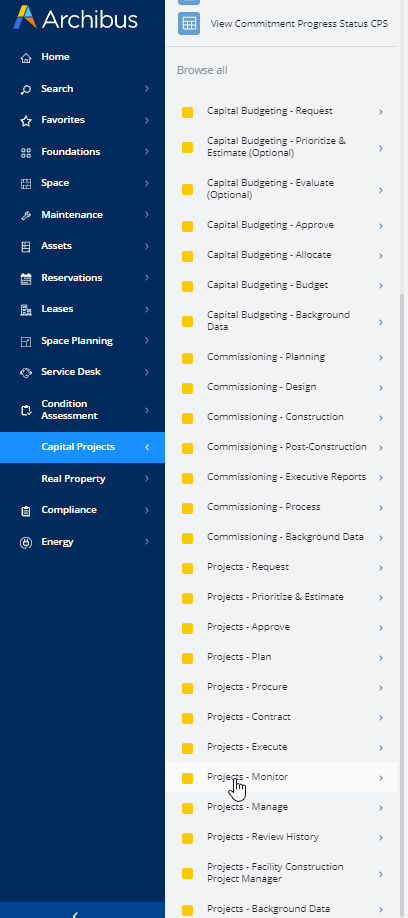 Archibus
Home
Search
Favorites
Foundations
Space
Maintenance
Assets
Reservations
Leases
Space Planning
Service Desk
Condition
Assessment
Capital Projects
Real Property
Compliance
Energy
View Commitment Progress Status CPS
Browse all
Capital Budgeting - Request
Capital Budgeting - Prioritize &
Estimate (Optional)
Capital Budgeting - Evaluate
(Optional)
Capital Budgeting - Approve
Capital Budgeting - Allocate
Capital Budgeting - Budget
Capital Budgeting - Background
Data
Commissioning - Planning
Commissioning - Design
Commissioning - Construction
Commissioning - Post-Construction
Commissioning - Executive Reports
Commissioning - Process
Commissioning - Background Data
Projects - Request
Projects - Prioritize & Estimate
Projects - Approve
Projects - Plan
Projects - Procure
Projects - Contract
Projects - Execute
Projects - Monitor
Projects - Manage
Projects - Review History
Projects - Facility Construction
Project Manager
Projects - Background Data